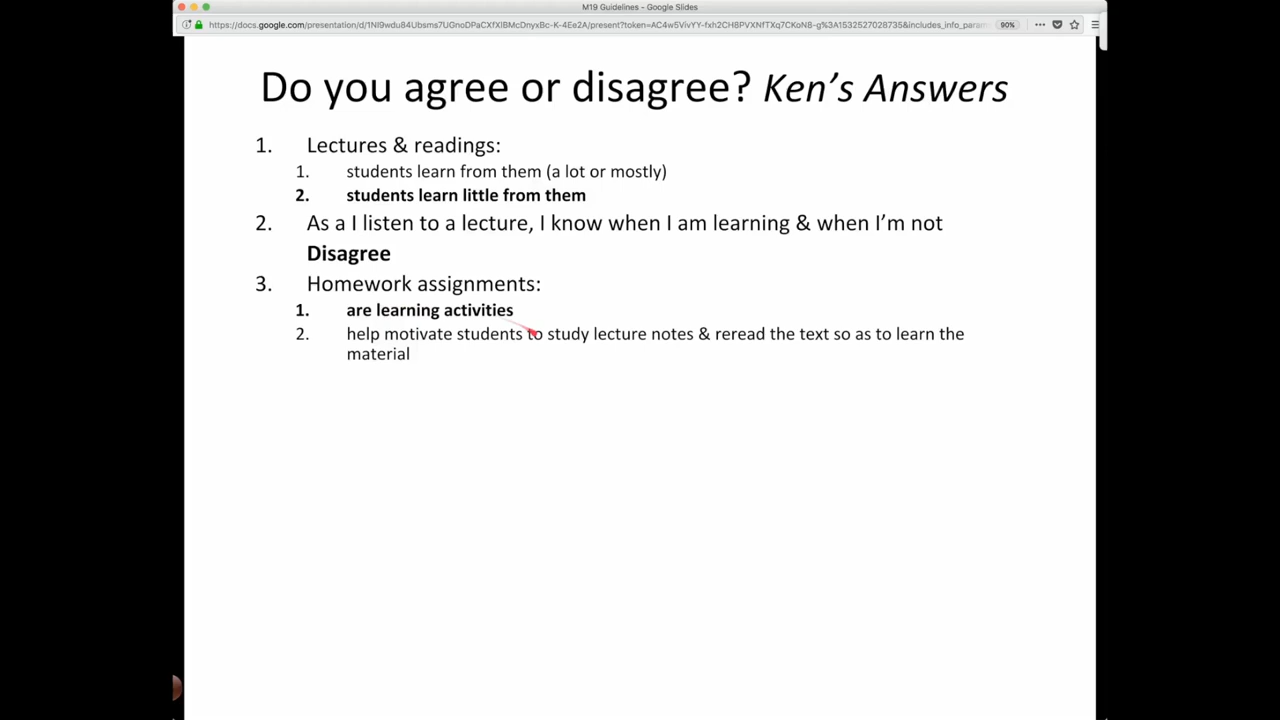 M19 Guidelines - Google Slides
https://docs.google.com/presentation/d/1Nl9wdu84Ubsms7UGnoDPaCXfXlBMcDnyxBc-K-4Ee2A/present?token=AC4w5VivYY-fxh2CH8PVXNfTXq7CKoN8-g%3A1532527028735&includes_info_param 90%
Do you agree or disagree? Ken's Answers
1. Lectures & readings:
1. students learn from them (a lot or mostly)
2. students learn little from them
2. As a I listen to a lecture, I know when I am learning & when I'm not
Disagree
3. Homework assignments:
1. are learning activities
2. help motivate students to study lecture notes & reread the text so as to learn the
material